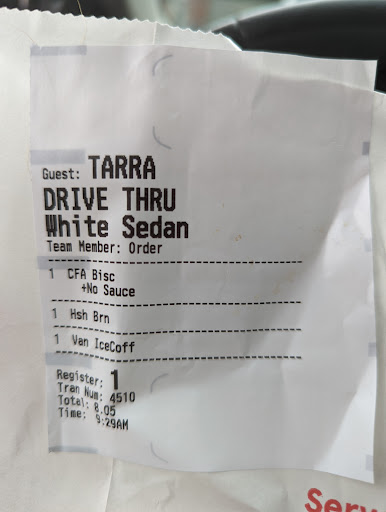 Guest: TARRA
DRIVE THRU
White Sedan
Team Member: Order
1 CFA Bisc
+No Sauce
1 Hsh Brn
1 Van IceCoff
Register: 1
Tran Num: 4510
Total: 8.05
Time: 9:29AM